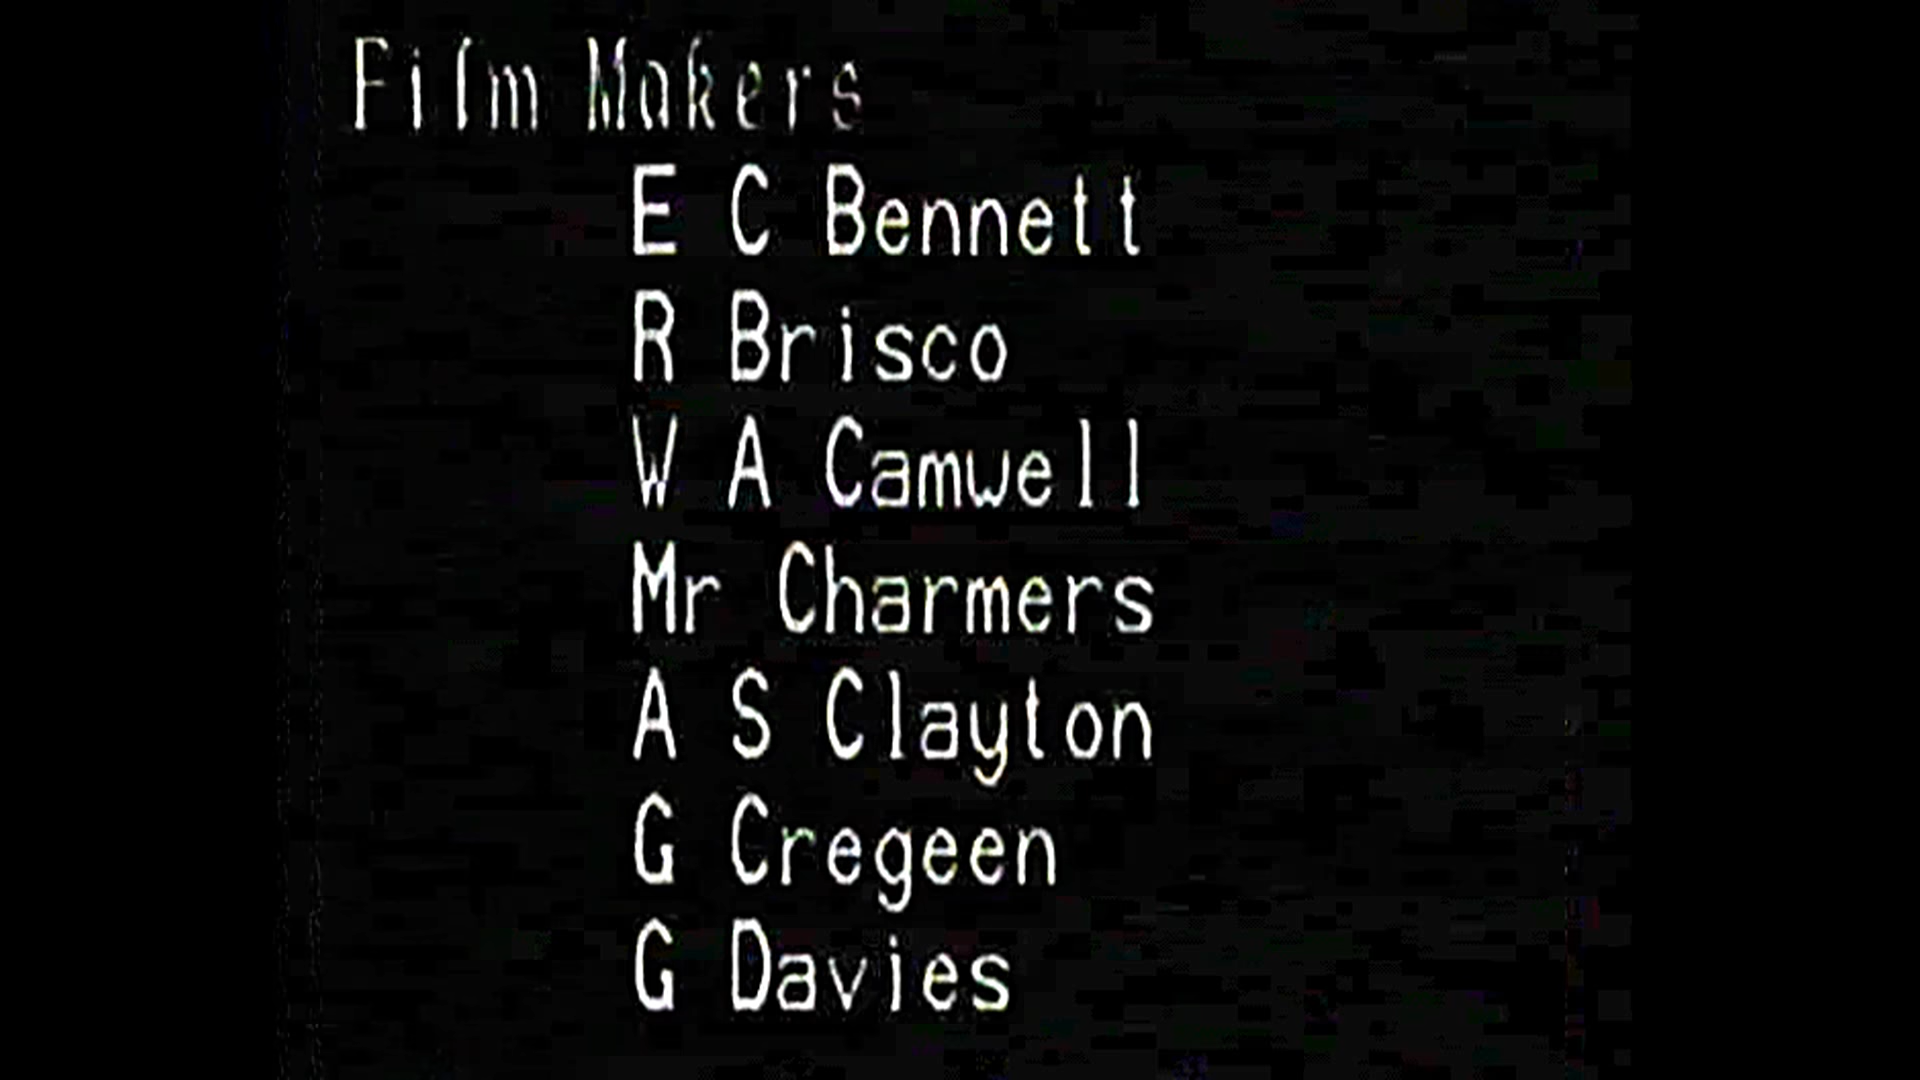 Film Makers
E C Bennett
R Brisco
W A Camwell
Mr Charmers
A S Clayton
G Cregeen
G Davies